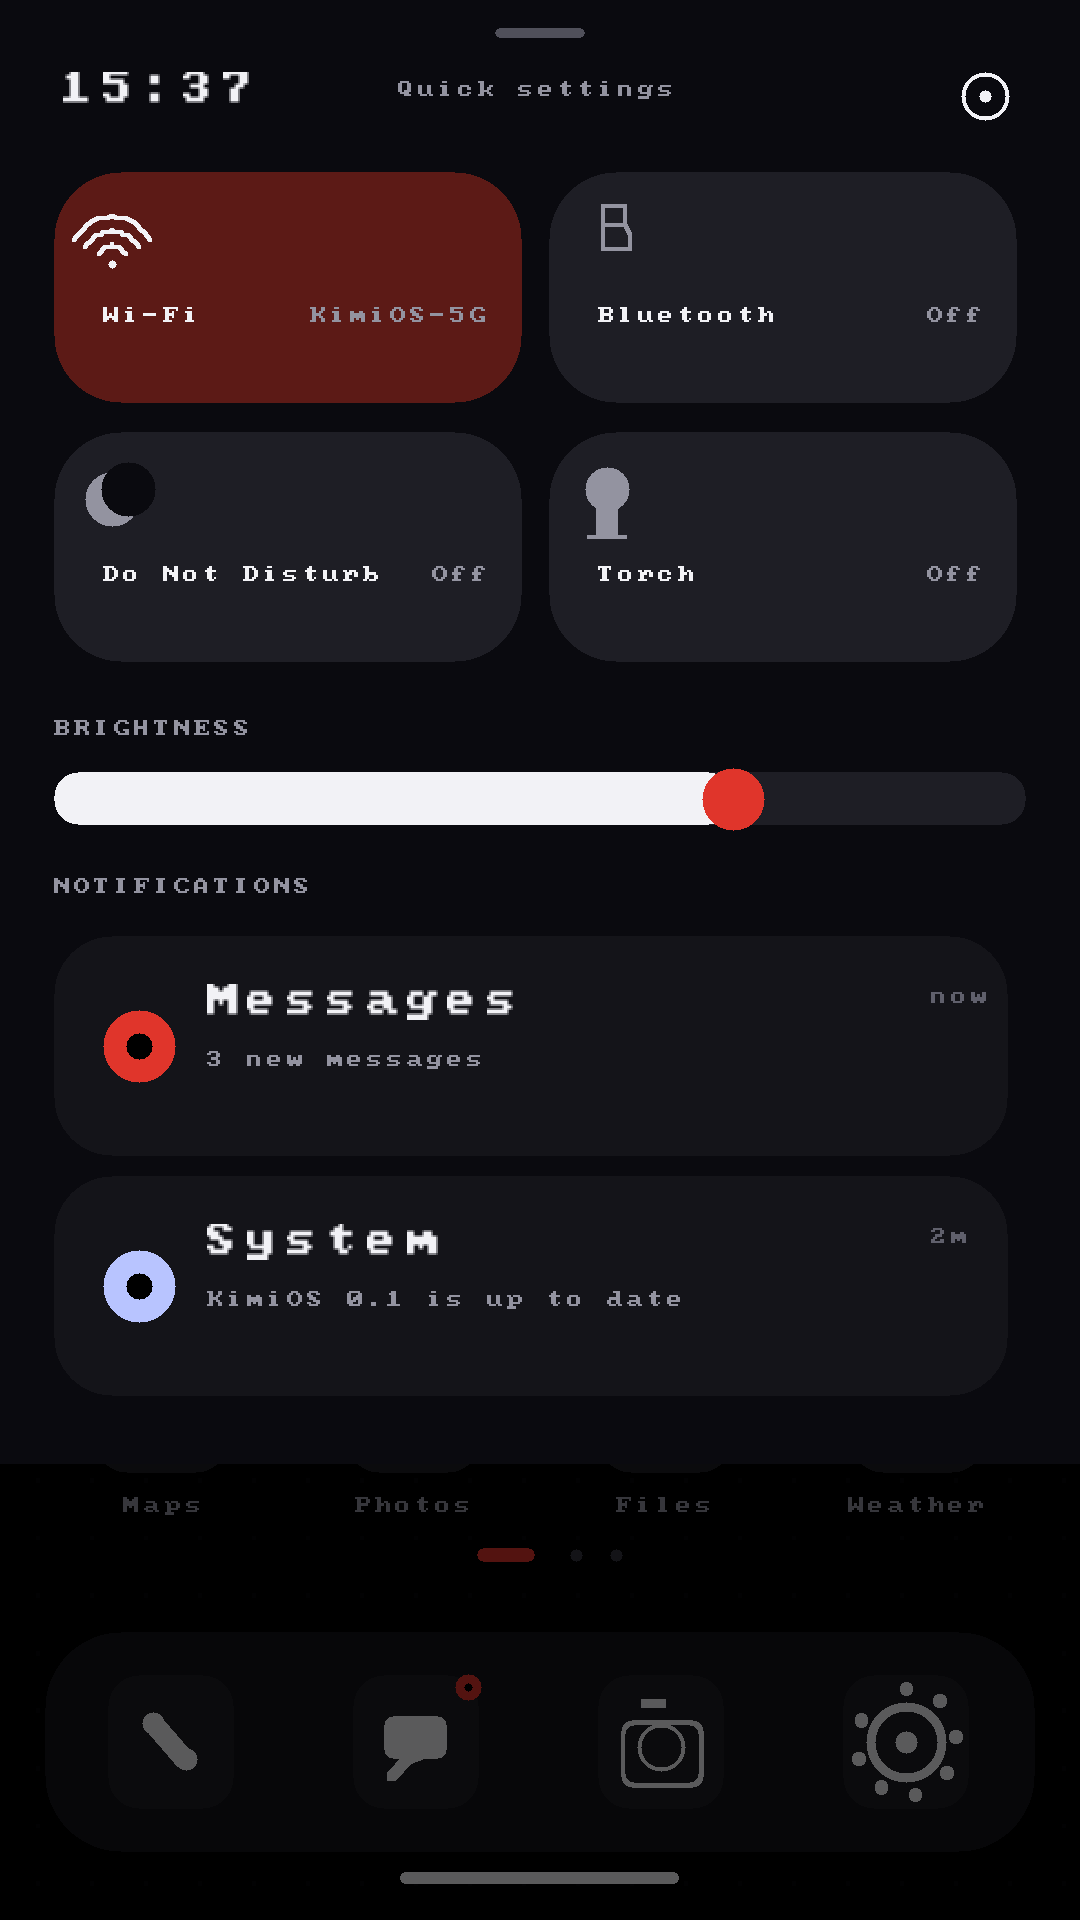 15:37 Quick settings
Wi-Fi KimiOS-5G
Bluetooth Off
Do Not Disturb Off
Torch Off
BRIGHTNESS
NOTIFICATIONS
Messages now
3 new messages
System 2m
KimiOS 0.1 is up to date
Maps Photos Files Weather